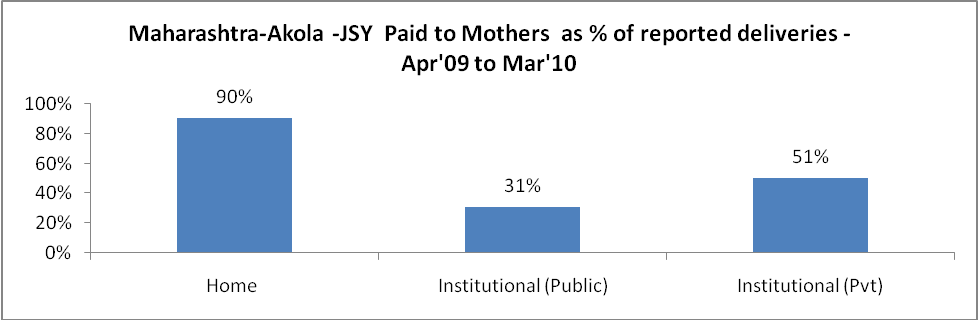 Maharashtra-Akola -JSY Paid to Mothers as % of reported deliveries -
Apr'09 to Mar'10
100%
80%
60%
40%
20%
0%
90%
31%
51%
Home
Institutional (Public)
Institutional (Pvt)